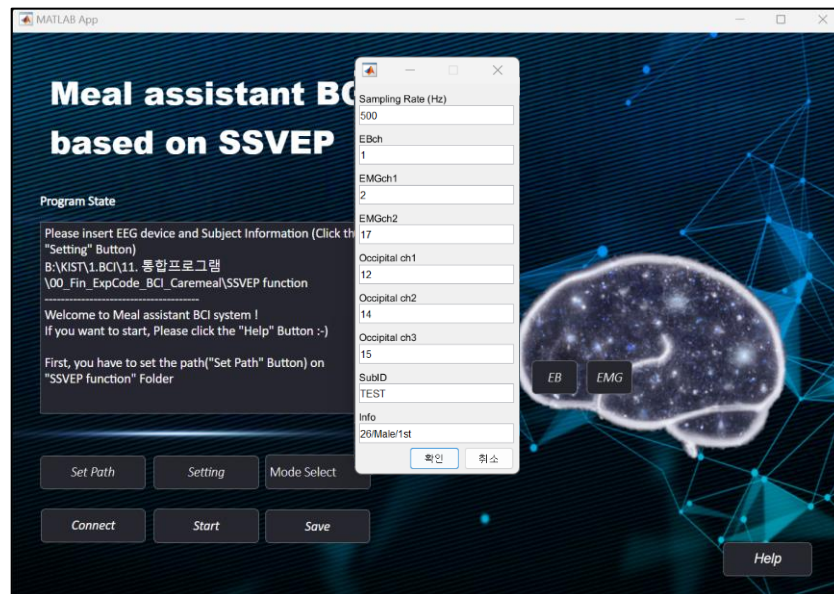 MATLAB App
Meal assistant BC
based on SSVEP
Program State
Please insert EEG device and Subject Information (Click th
"Setting" Button)
B:\KIST\1.BCI\11. 통합프로그램
\00_Fin_ExpCode_BCI_Caremeal\SSVEP function
----------------------------------------
Welcome to Meal assistant BCI system !
If you want to start, Please click the "Help" Button :-)
First, you have to set the path("Set Path" Button) on
"SSVEP function" Folder
Set Path
Setting
Mode Select
Connect
Start
Save
Sampling Rate (Hz)
500
EBch
1
EMGch1
2
EMGch2
17
Occipital ch1
12
Occipital ch2
14
Occipital ch3
15
SubID
TEST
Info
26/Male/1st
확인
취소
EB
EMG
Help